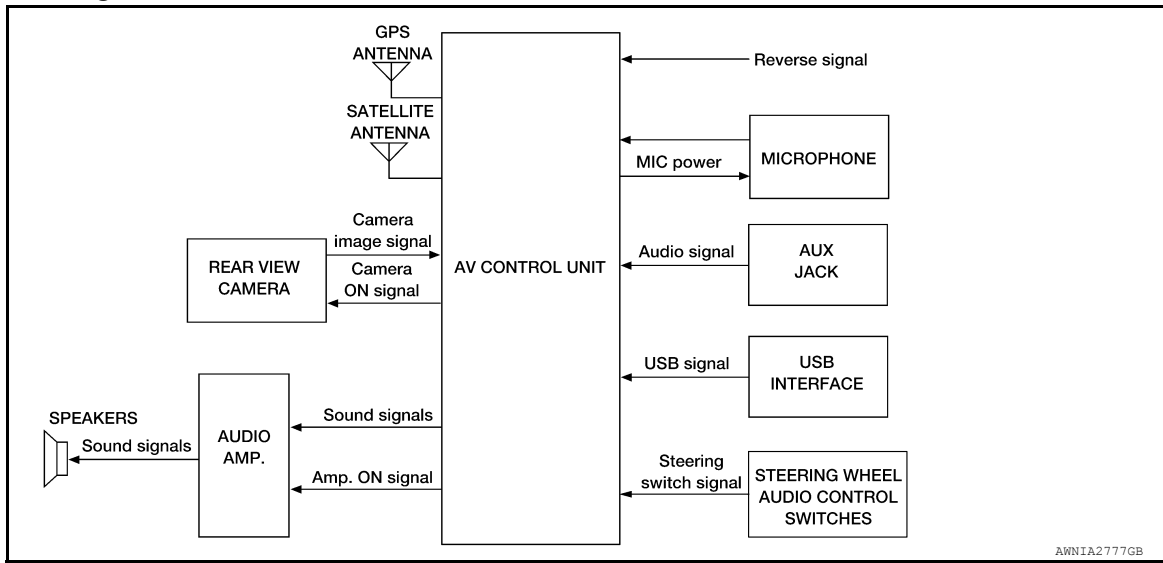 GPS
ANTENNA
SATELLITE
ANTENNA
Camera
image signal
REAR VIEW
CAMERA
Camera
ON signal
SPEAKERS
Sound signals
AUDIO
AMP.
Sound signals
Amp. ON signal
AV CONTROL UNIT
Reverse signal
MIC power
MICROPHONE
Audio signal
AUX
JACK
USB signal
USB
INTERFACE
Steering
switch signal
STEERING WHEEL
AUDIO CONTROL
SWITCHES
AWNIA2777GB